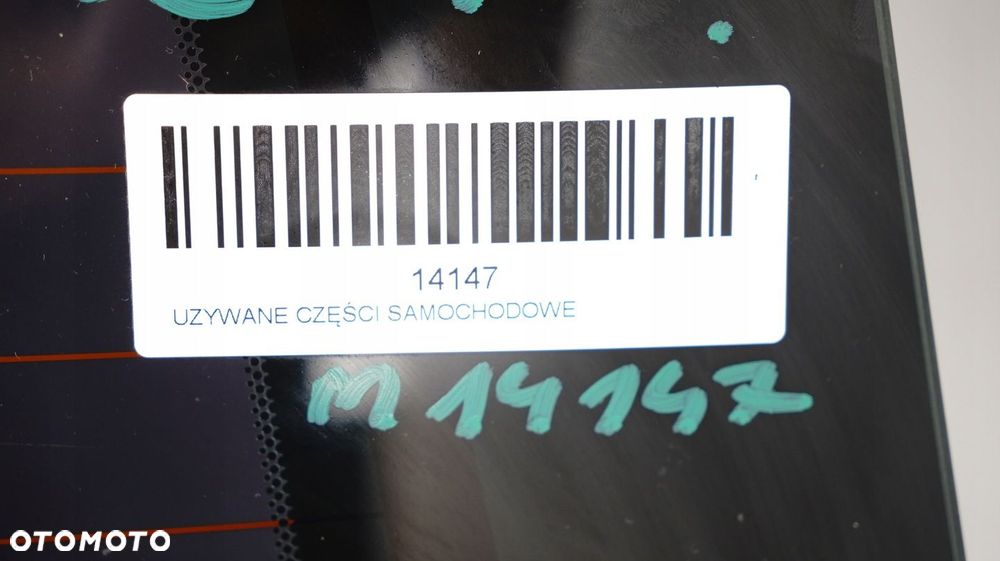 14147
UZYWANE CZĘŚCI SAMOCHODOWE
M 14147
OTOMOTO